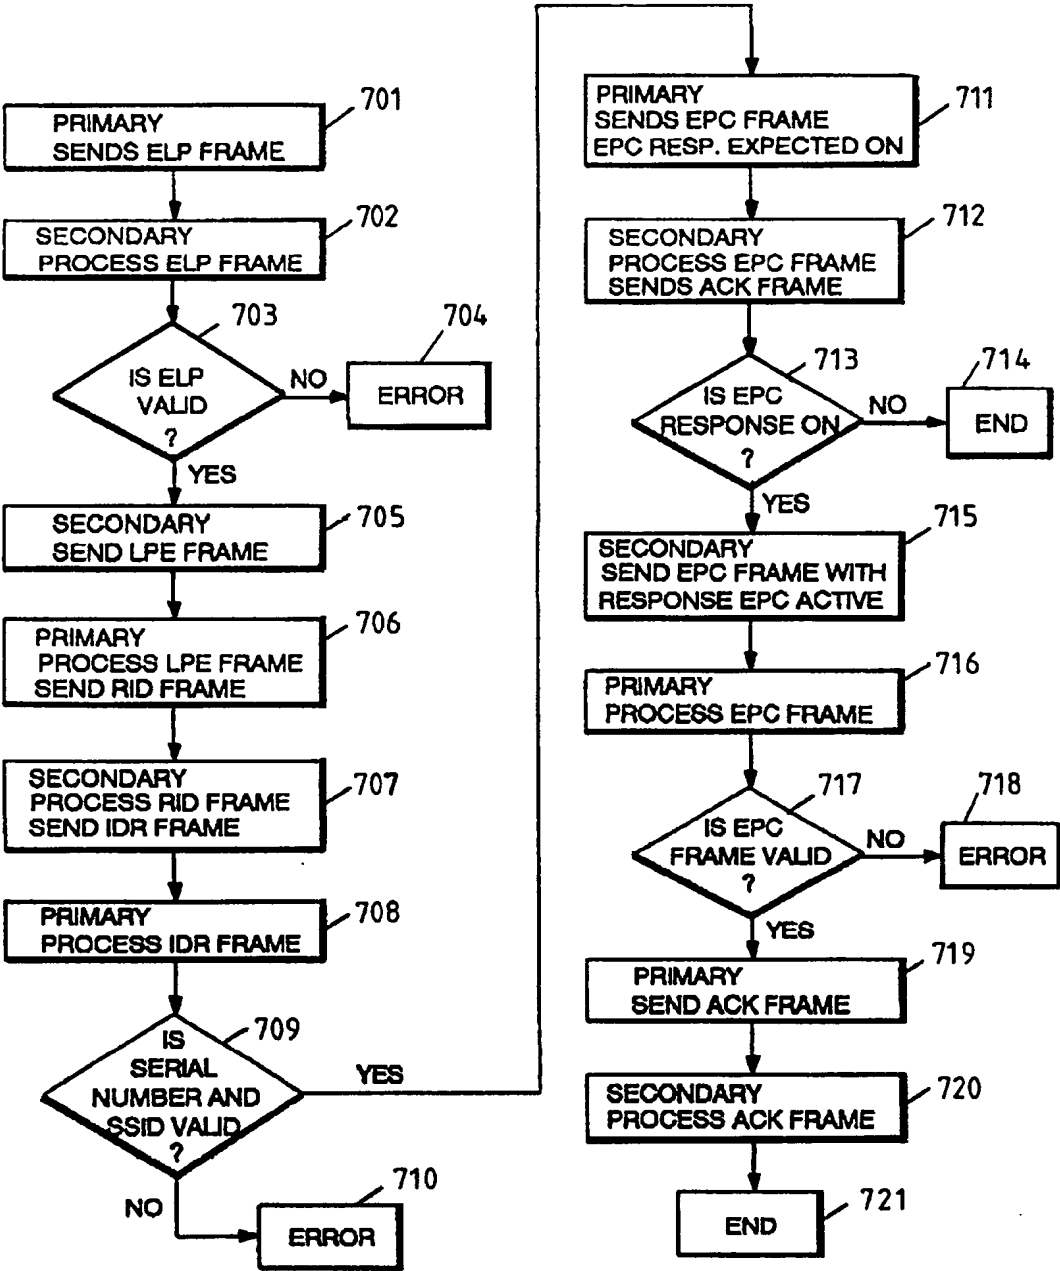 701
PRIMARY
SENDS ELP FRAME
702
SECONDARY
PROCESS ELP FRAME
703
IS ELP
VALID
?
NO
704
ERROR
YES
705
SECONDARY
SEND LPE FRAME
706
PRIMARY
PROCESS LPE FRAME
SEND RID FRAME
707
SECONDARY
PROCESS RID FRAME
SEND IDR FRAME
708
PRIMARY
PROCESS IDR FRAME
709
IS
SERIAL
NUMBER AND
SSID VALID
?
YES
NO
710
ERROR
711
PRIMARY
SENDS EPC FRAME
EPC RESP. EXPECTED ON
712
SECONDARY
PROCESS EPC FRAME
SENDS ACK FRAME
713
IS EPC
RESPONSE ON
?
NO
714
END
YES
715
SECONDARY
SEND EPC FRAME WITH
RESPONSE EPC ACTIVE
716
PRIMARY
PROCESS EPC FRAME
717
IS EPC
FRAME VALID
?
NO
718
ERROR
YES
719
PRIMARY
SEND ACK FRAME
720
SECONDARY
PROCESS ACK FRAME
721
END